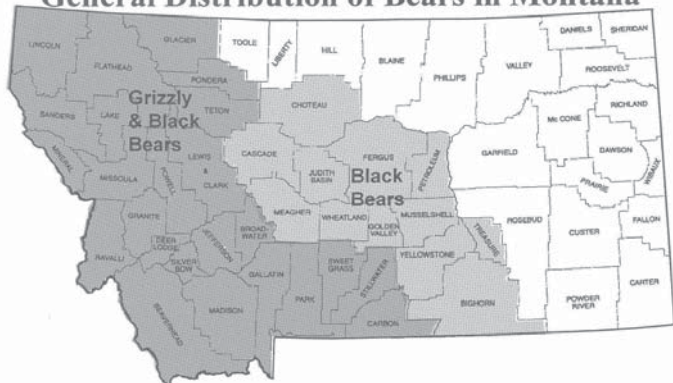 General Distribution of Bears in Montana
LINCOLN
FLATHEAD
GLACIER
TOOLE
LIBERTY
HILL
BLAINE
PHILLIPS
VALLEY
DANIELS
SHERIDAN
ROOSEVELT
PONDERA
SANDERS
LAKE
TETON
CHOTEAU
Grizzly
& Black
Bears
RICHLAND
Mc CONE
DAWSON
WIBAUX
PRAIRIE
GARFIELD
MINERAL
MISSOULA
POWELL
LEWIS
&
CLARK
CASCADE
JUDITH
BASIN
FERGUS
PETROLEUM
Black
Bears
MEAGHER
WHEATLAND
GOLDEN
VALLEY
MUSSELSHELL
GRANITE
DEER
LODGE
SILVER
BOW
JEFFERSON
BROAD-
WATER
RAVALLI
ROSEBUD
TREASURE
CUSTER
FALLON
YELLOWSTONE
BEAVERHEAD
MADISON
GALLATIN
PARK
SWEET
GRASS
STILLWATER
CARBON
BIGHORN
POWDER
RIVER
CARTER